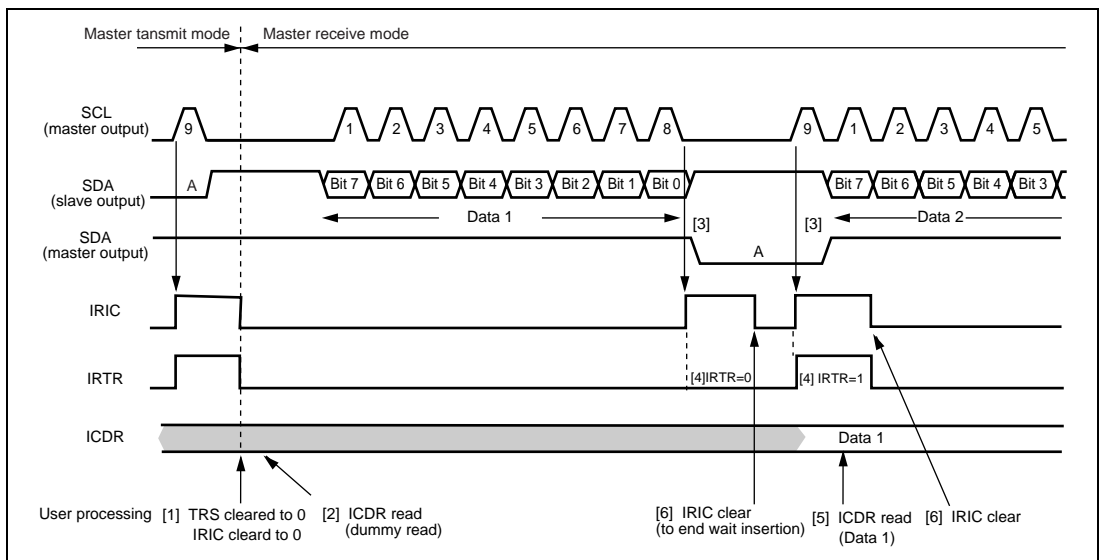 Master transmit mode Master receive mode
SCL
(master output)
9 1 2 3 4 5 6 7 8 9 1 2 3 4 5
SDA
(slave output)
A Bit 7 Bit 6 Bit 5 Bit 4 Bit 3 Bit 2 Bit 1 Bit 0 Bit 7 Bit 6 Bit 5 Bit 4 Bit 3
Data 1 [3] [3] Data 2
SDA
(master output)
A
IRIC
IRTR
[4]IRTR=0 [4] IRTR=1
ICDR
Data 1
User processing [1] TRS cleared to 0
IRIC cleard to 0
[2] ICDR read
(dummy read)
[6] IRIC clear
(to end wait insertion)
[5] ICDR read
(Data 1)
[6] IRIC clear